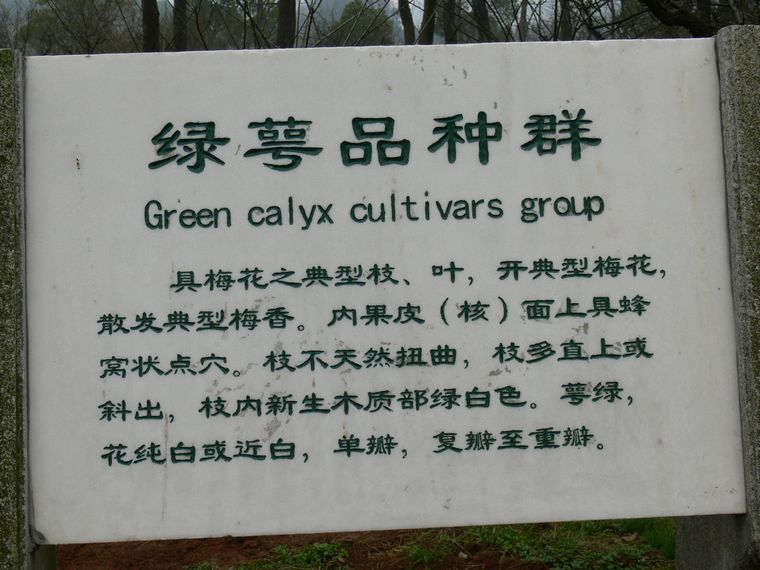 绿萼品种群
Green calyx cultivars group
具梅花之典型枝、叶，开典型梅花，
散发典型梅香。内果皮（核）面上具蜂
窝状点穴。枝不天然扭曲，枝多直上或
斜出，枝内新生木质部绿白色。萼绿，
花纯白或近白，单瓣，复瓣至重瓣。